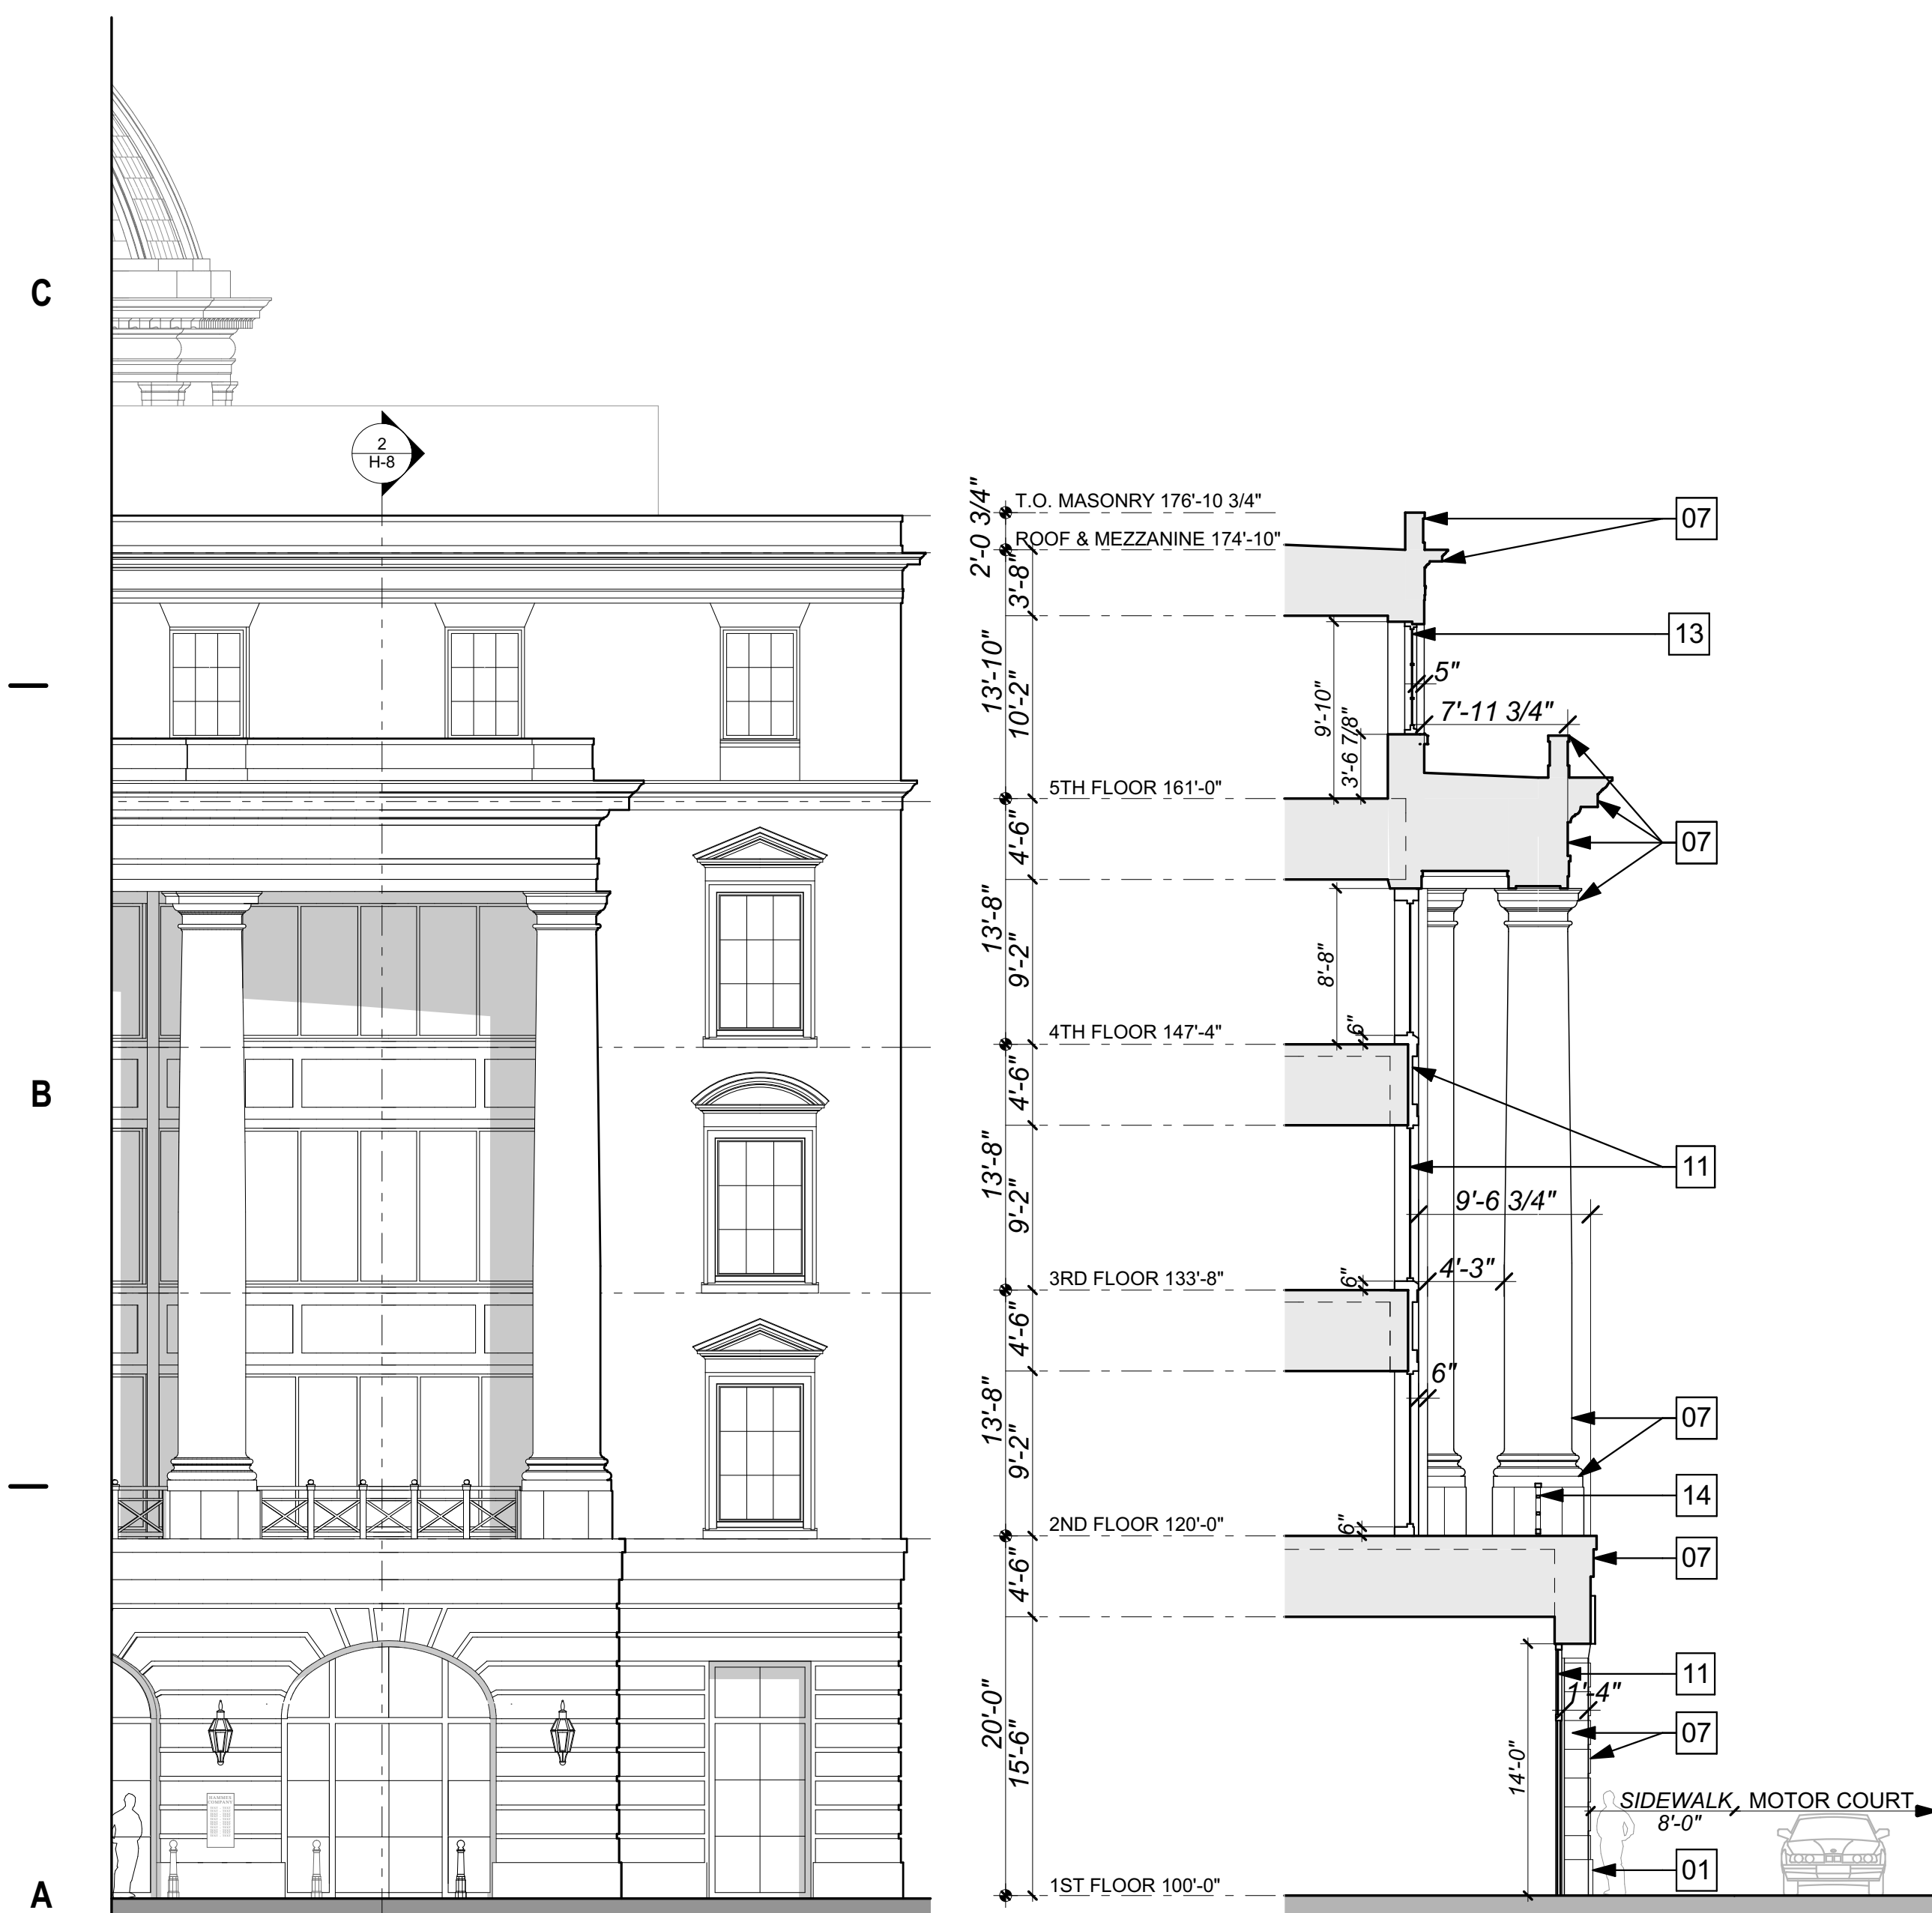 C
2
H-8
2'-0 3/4"
T.O. MASONRY 176'-10 3/4"
07
ROOF & MEZZANINE 174'-10"
3'-8"
13
13'-10"
10'-2"
5"
9'-10"
7'-11 3/4"
3'-6 7/8"
5TH FLOOR 161'-0"
07
4'-6"
13'-8"
9'-2"
8'-8"
6"
4TH FLOOR 147'-4"
B
4'-6"
11
13'-8"
9'-2"
9'-6 3/4"
4'-3"
6"
3RD FLOOR 133'-8"
4'-6"
6"
07
13'-8"
9'-2"
14
6"
2ND FLOOR 120'-0"
07
4'-6"
11
1'-4"
20'-0"
15'-6"
07
14'-0"
HAMMES
COMPANY
SIDEWALK
MOTOR COURT
8'-0"
01
1ST FLOOR 100'-0"
A